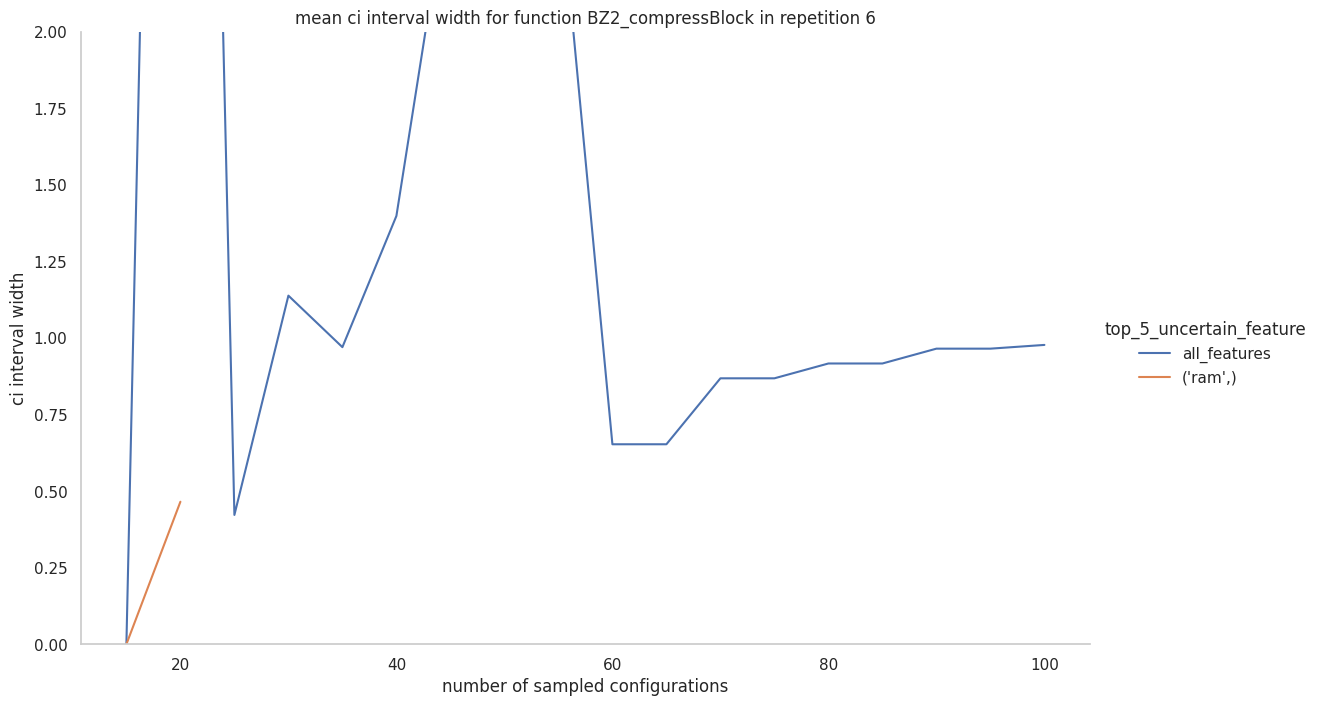 mean ci interval width for function BZ2_compressBlock in repetition 6
2.00
1.75
1.50
1.25
1.00
0.75
0.50
0.25
0.00
ci interval width
20
40
60
80
100
number of sampled configurations
top_5_uncertain_feature
all_features
('ram',)